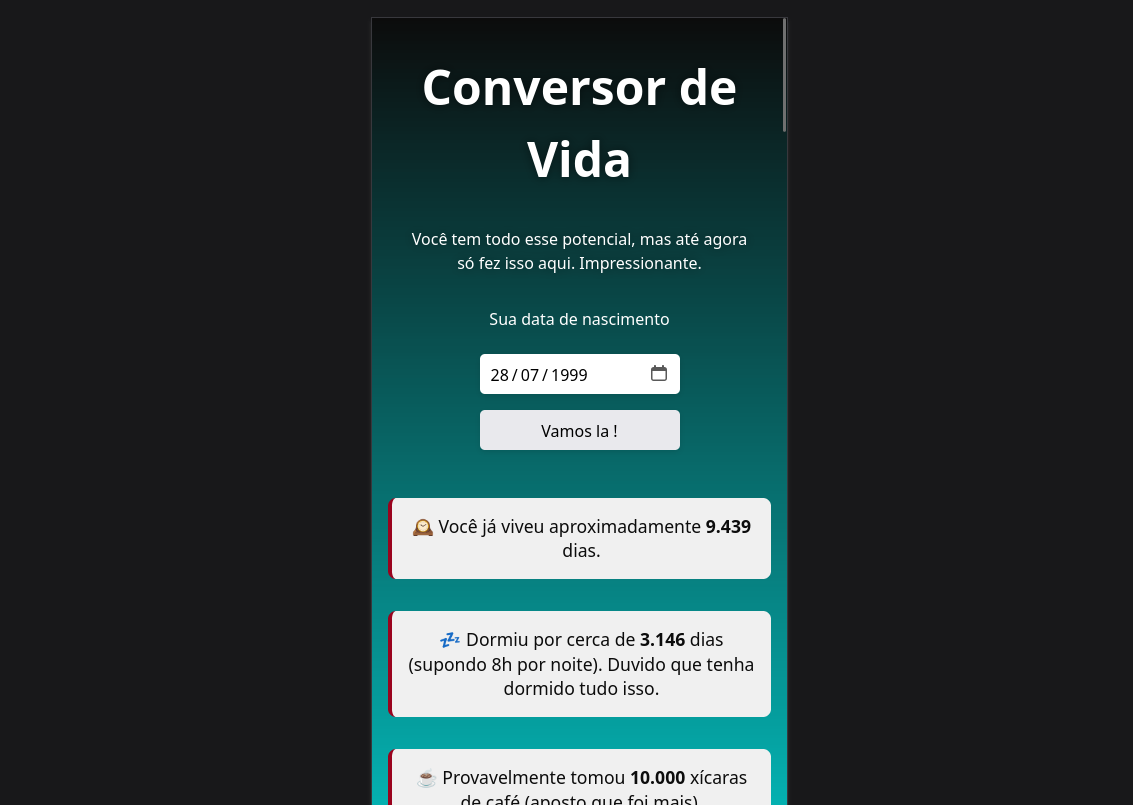 Conversor de
Vida
Você tem todo esse potencial, mas até agora
só fez isso aqui. Impressionante.
Sua data de nascimento
28/07/1999
Vamos la !
🕰️ Você já viveu aproximadamente 9.439
dias.
💤 Dormiu por cerca de 3.146 dias
(supondo 8h por noite). Duvido que tenha
dormido tudo isso.
☕ Provavelmente tomou 10.000 xícaras
de café (aposto que foi mais)